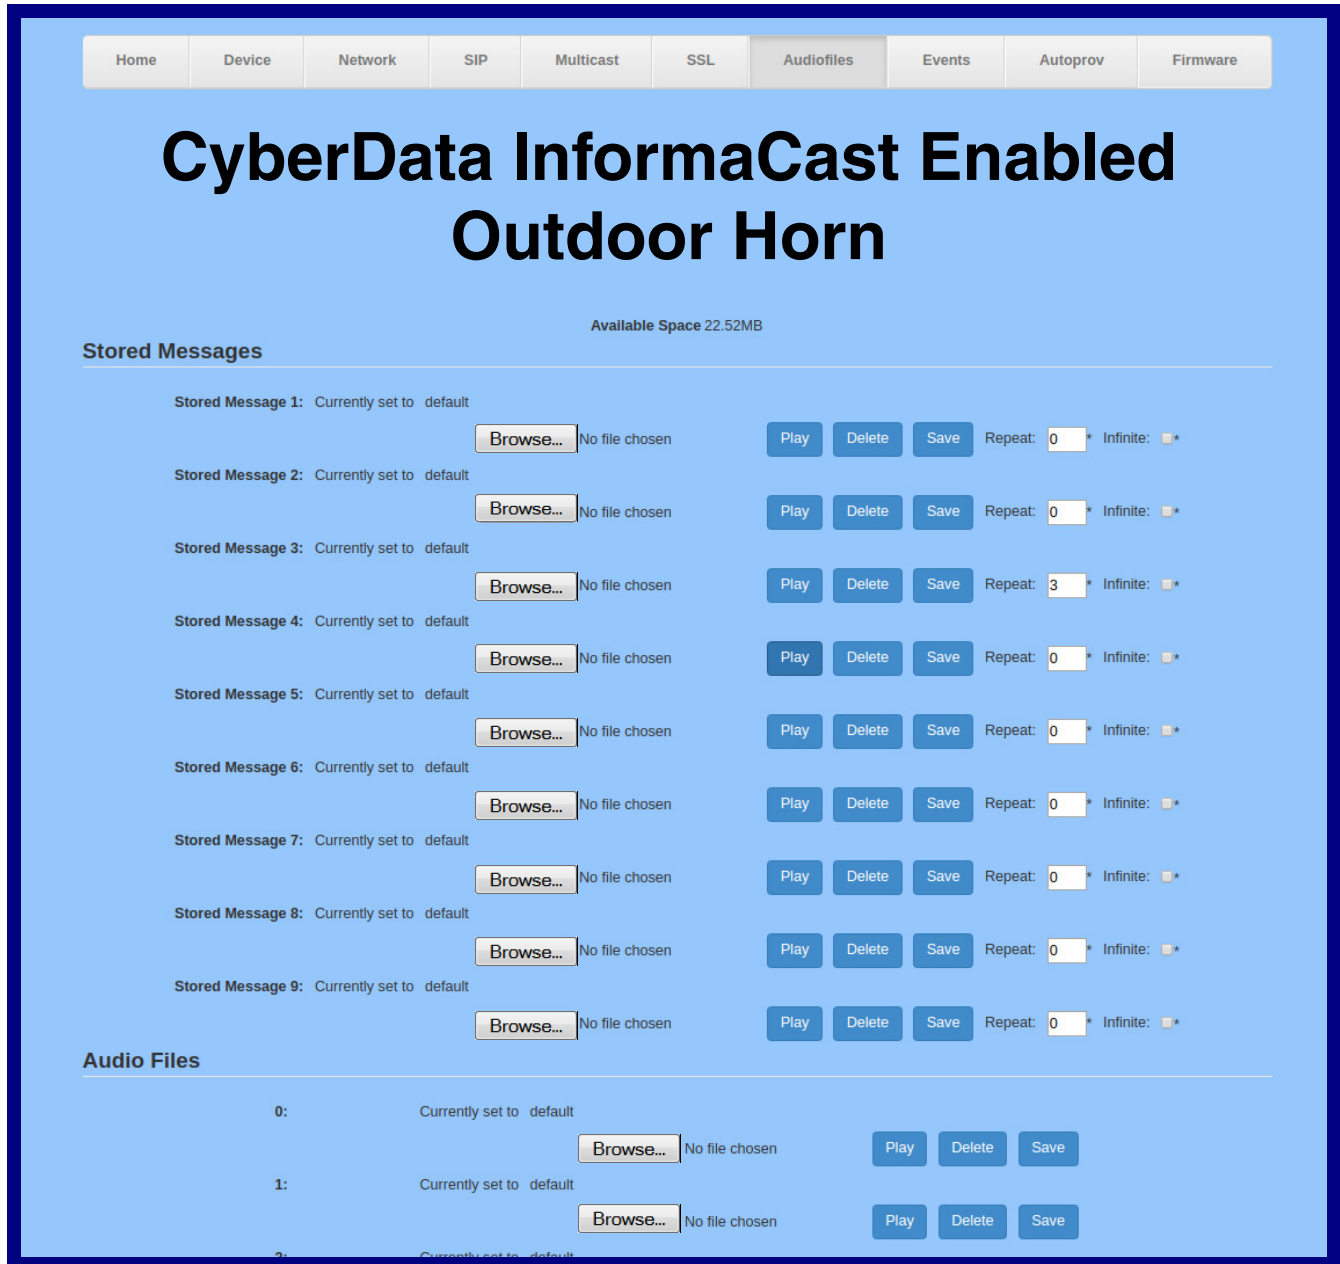 Home Device Network SIP Multicast SSL Audiofiles Events Autoprov Firmware
CyberData InformaCast Enabled
Outdoor Horn
Available Space 22.52MB
Stored Messages
Stored Message 1: Currently set to default
Browse... No file chosen Play Delete Save Repeat: 0 * Infinite: *
Stored Message 2: Currently set to default
Browse... No file chosen Play Delete Save Repeat: 0 * Infinite: *
Stored Message 3: Currently set to default
Browse... No file chosen Play Delete Save Repeat: 3 * Infinite: *
Stored Message 4: Currently set to default
Browse... No file chosen Play Delete Save Repeat: 0 * Infinite: *
Stored Message 5: Currently set to default
Browse... No file chosen Play Delete Save Repeat: 0 * Infinite: *
Stored Message 6: Currently set to default
Browse... No file chosen Play Delete Save Repeat: 0 * Infinite: *
Stored Message 7: Currently set to default
Browse... No file chosen Play Delete Save Repeat: 0 * Infinite: *
Stored Message 8: Currently set to default
Browse... No file chosen Play Delete Save Repeat: 0 * Infinite: *
Stored Message 9: Currently set to default
Browse... No file chosen Play Delete Save Repeat: 0 * Infinite: *
Audio Files
0: Currently set to default
Browse... No file chosen Play Delete Save
1: Currently set to default
Browse... No file chosen Play Delete Save
2: Currently set to default